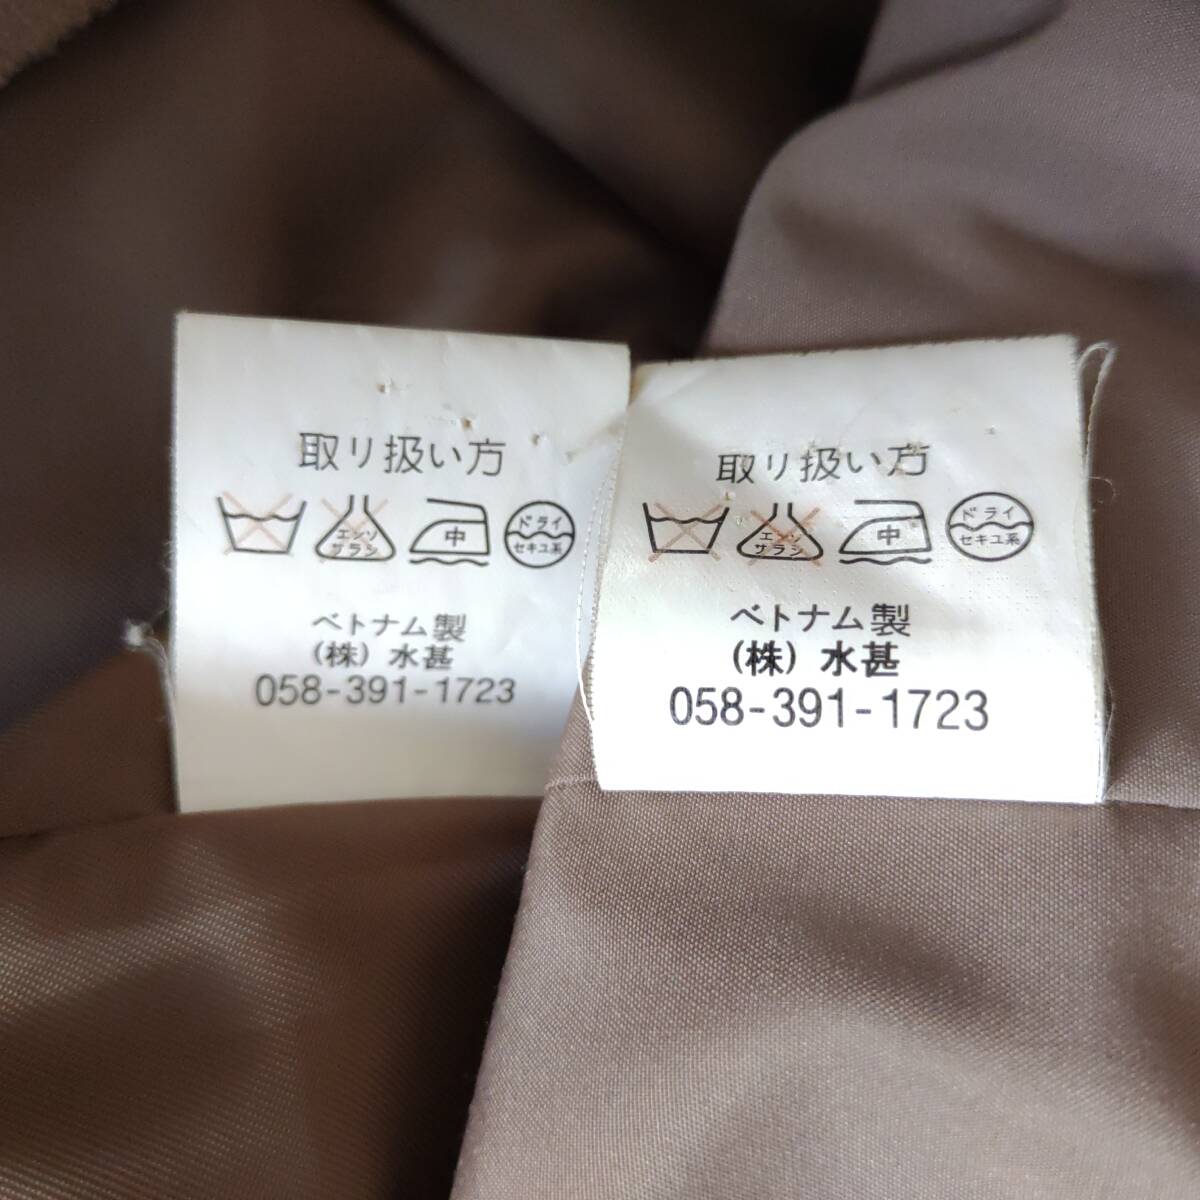 取り扱い方
エンソ
サラシ
中
ドライ
セキユ系
ベトナム製
(株) 水甚
058-391-1723
取り扱い方
エンソ
サラシ
中
ドライ
セキユ系
ベトナム製
(株) 水甚
058-391-1723